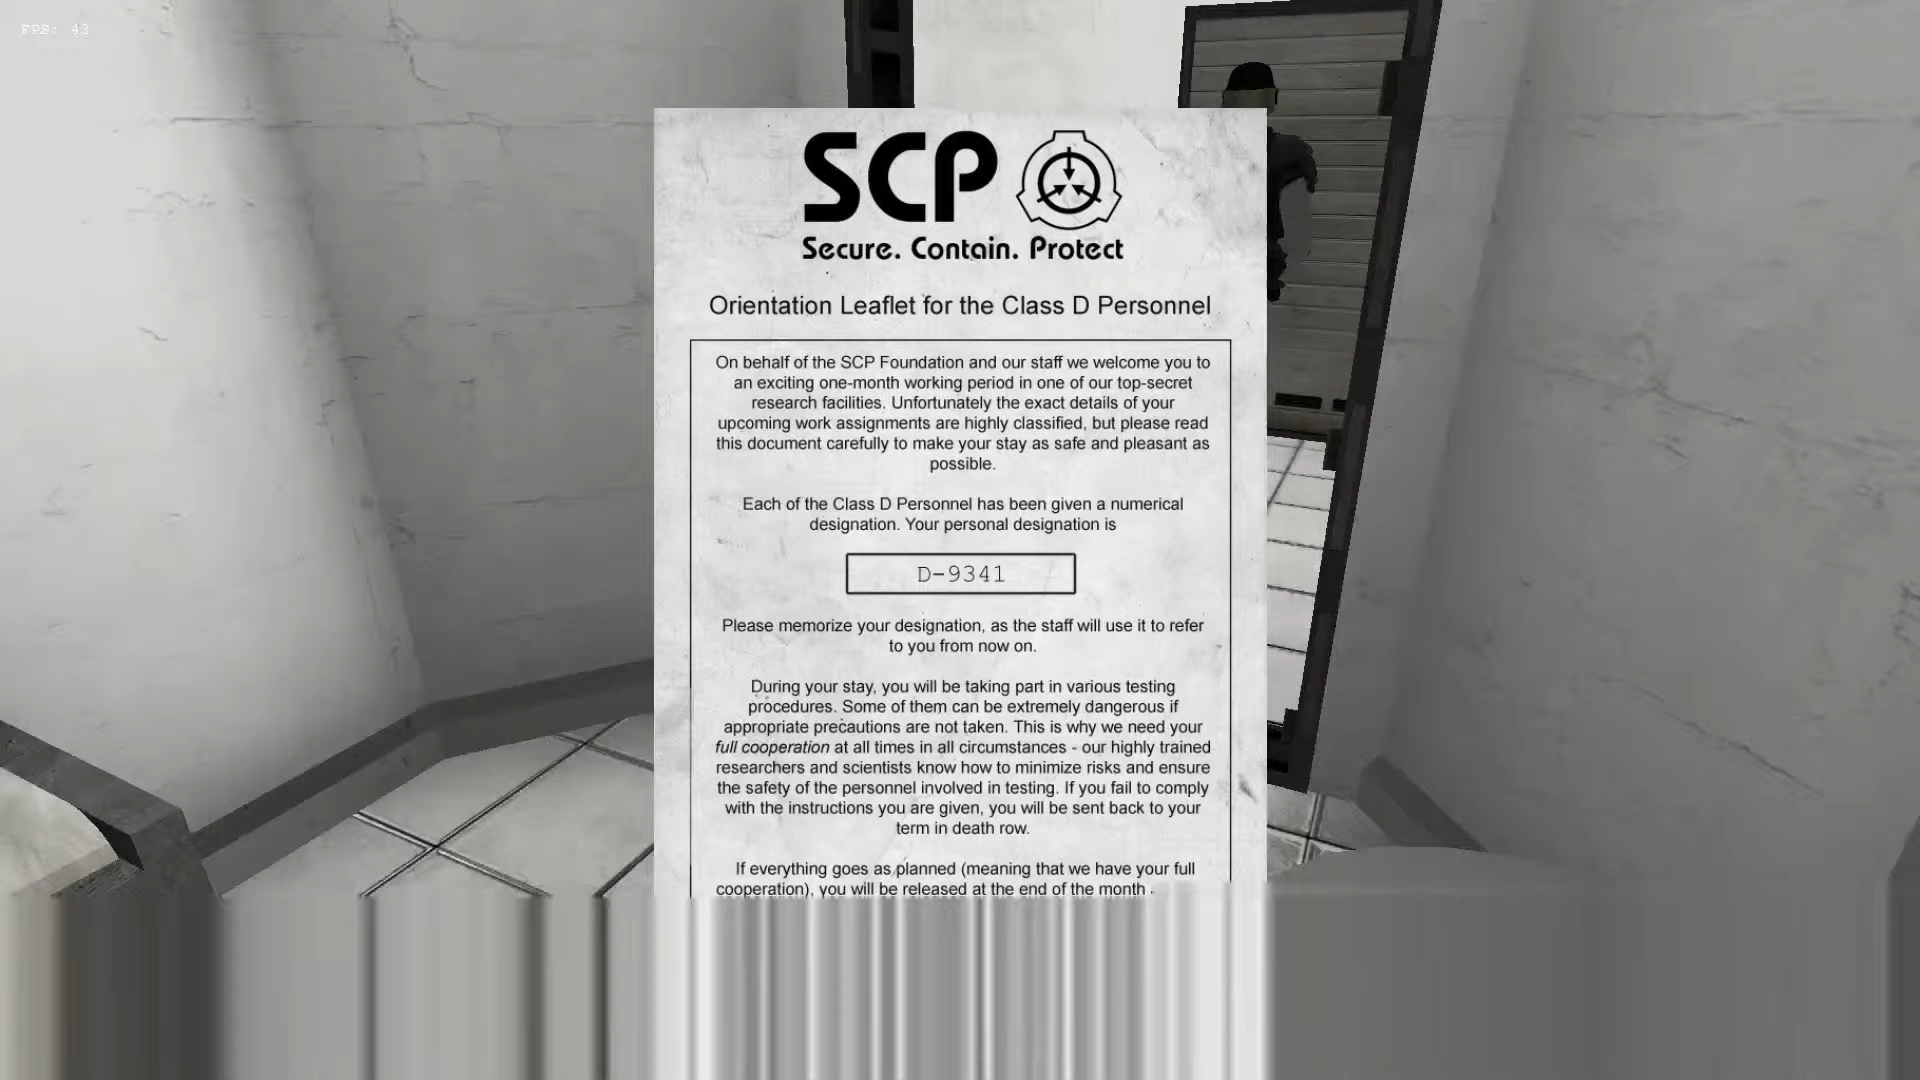 FPS: 43
SCP
Secure. Contain. Protect
Orientation Leaflet for the Class D Personnel
On behalf of the SCP Foundation and our staff we welcome you to
an exciting one-month working period in one of our top-secret
research facilities. Unfortunately the exact details of your
upcoming work assignments are highly classified, but please read
this document carefully to make your stay as safe and pleasant as
possible.
Each of the Class D Personnel has been given a numerical
designation. Your personal designation is
D-9341
Please memorize your designation, as the staff will use it to refer
to you from now on.
During your stay, you will be taking part in various testing
procedures. Some of them can be extremely dangerous if
appropriate precautions are not taken. This is why we need your
full cooperation at all times in all circumstances - our highly trained
researchers and scientists know how to minimize risks and ensure
the safety of the personnel involved in testing. If you fail to comply
with the instructions you are given, you will be sent back to your
term in death row.
If everything goes as planned (meaning that we have your full
cooperation), you will be released at the end of the month